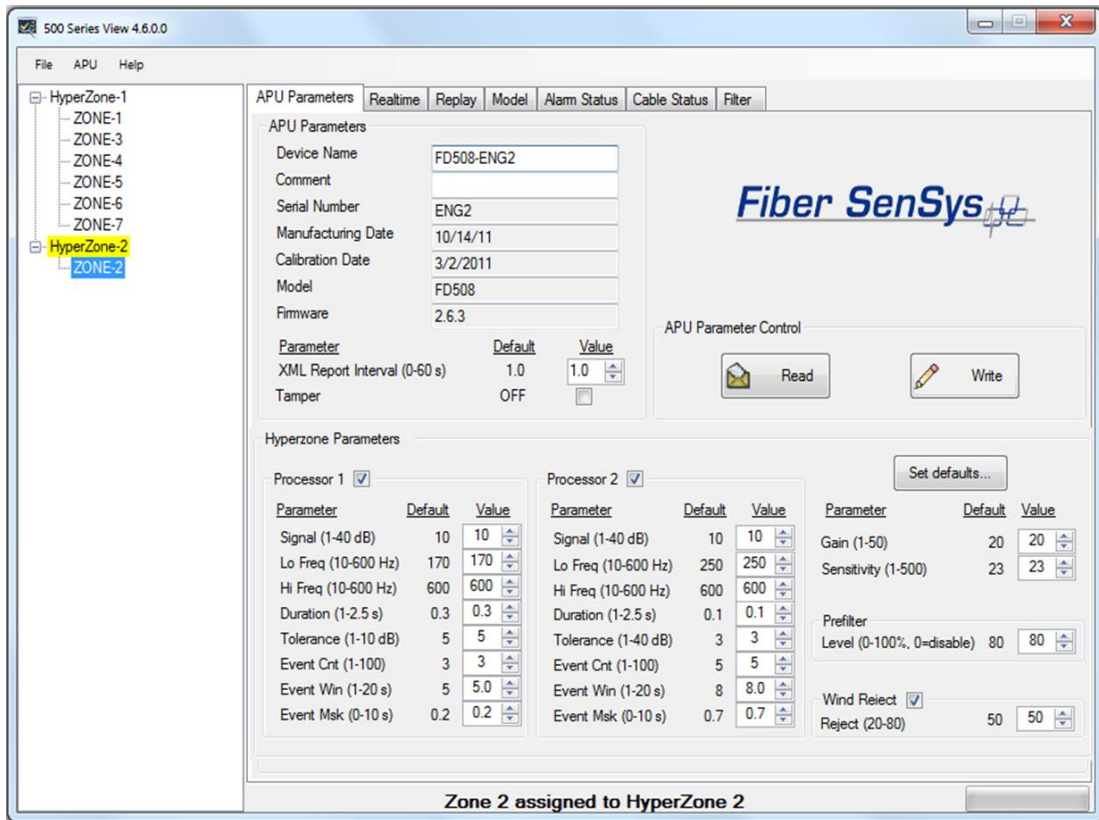 500 Series View 4.6.0.0
File APU Help
HyperZone-1
ZONE-1
ZONE-3
ZONE-4
ZONE-5
ZONE-6
ZONE-7
HyperZone-2
ZONE-2
APU Parameters Realtime Replay Model Alarm Status Cable Status Filter
APU Parameters
Device Name FD508-ENG2
Comment
Serial Number ENG2
Manufacturing Date 10/14/11
Calibration Date 3/2/2011
Model FD508
Firmware 2.6.3
Parameter Default Value
XML Report Interval (0-60 s) 1.0 1.0
Tamper OFF
Fiber SenSys
APU Parameter Control
Read Write
Hyperzone Parameters
Set defaults...
Processor 1
Parameter Default Value
Signal (1-40 dB) 10 10
Lo Freq (10-600 Hz) 170 170
Hi Freq (10-600 Hz) 600 600
Duration (1-2.5 s) 0.3 0.3
Tolerance (1-10 dB) 5 5
Event Cnt (1-100) 3 3
Event Win (1-20 s) 5 5.0
Event Msk (0-10 s) 0.2 0.2
Processor 2
Parameter Default Value
Signal (1-40 dB) 10 10
Lo Freq (10-600 Hz) 250 250
Hi Freq (10-600 Hz) 600 600
Duration (1-2.5 s) 0.1 0.1
Tolerance (1-40 dB) 3 3
Event Cnt (1-100) 5 5
Event Win (1-20 s) 8 8.0
Event Msk (0-10 s) 0.7 0.7
Parameter Default Value
Gain (1-50) 20 20
Sensitivity (1-500) 23 23
Prefilter
Level (0-100%, 0=disable) 80 80
Wind Reject
Reject (20-80) 50 50
Zone 2 assigned to HyperZone 2